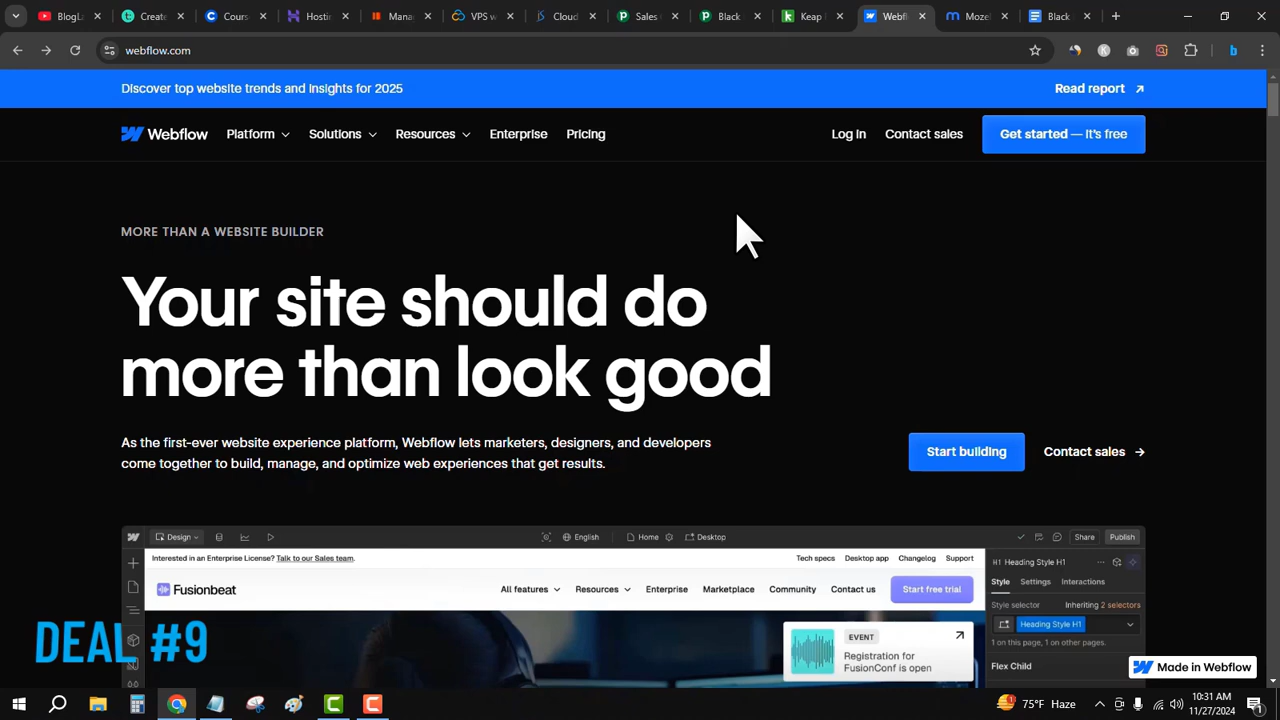 BlogLa
Create
Cours
Hostin
Mana
VPS w
Cloud
Sales
Black
Keap
Webfl
Mozel
Black
webflow.com
Discover top website trends and insights for 2025
Read report
Webflow
Platform
Solutions
Resources
Enterprise
Pricing
Log in
Contact sales
Get started — it's free
MORE THAN A WEBSITE BUILDER
Your site should do
more than look good
As the first-ever website experience platform, Webflow lets marketers, designers, and developers
come together to build, manage, and optimize web experiences that get results.
Start building
Contact sales
Design
English
Home
Desktop
Share
Publish
Interested in an Enterprise License? Talk to our Sales team.
Tech specs
Desktop app
Changelog
Support
H1 Heading Style H1
Fusionbeat
All features
Resources
Enterprise
Marketplace
Community
Contact us
Start free trial
Style
Settings
Interactions
Style selector
Inheriting 2 selectors
Heading Style H1
1 on this page, 1 on other pages.
EVENT
Registration for
FusionConf is open
Flex Child
DEAL #9
Made in Webflow
75°F Haze
10:31 AM
11/27/2024